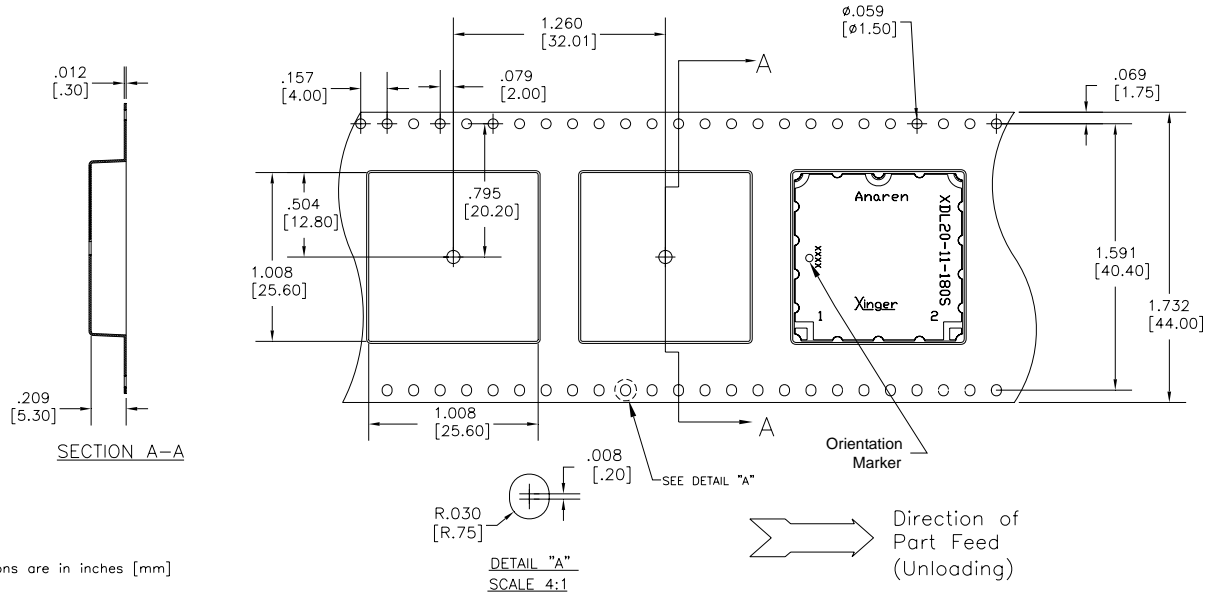 1.260
[32.01]
ø.059
[ø1.50]
A
.012
[.30]
.157
[4.00]
.079
[2.00]
.069
[1.75]
.504
[12.80]
.795
[20.20]
Anaren
XDL20-11-180S
xxxx
Xinger
1
2
1.008
[25.60]
1.591
[40.40]
1.732
[44.00]
.209
[5.30]
SECTION A-A
1.008
[25.60]
A
Orientation
Marker
SEE DETAIL "A"
.008
[.20]
R.030
[R.75]
DETAIL "A"
SCALE 4:1
Direction of
Part Feed
(Unloading)
ons are in inches [mm]